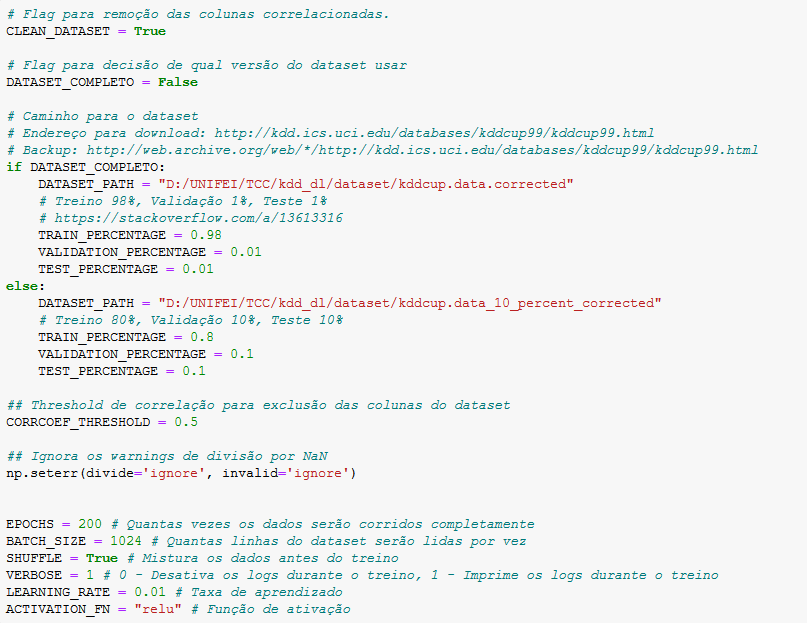 # Flag para remoção das colunas correlacionadas.
CLEAN_DATASET = True
# Flag para decisão de qual versão do dataset usar
DATASET_COMPLETO = False
# Caminho para o dataset
# Endereço para download: http://kdd.ics.uci.edu/databases/kddcup99/kddcup99.html
# Backup: http://web.archive.org/web/*/http://kdd.ics.uci.edu/databases/kddcup99/kddcup99.html
if DATASET_COMPLETO:
    DATASET_PATH = "D:/UNIFEI/TCC/kdd_dl/dataset/kddcup.data.corrected"
    # Treino 98%, Validação 1%, Teste 1%
    # https://stackoverflow.com/a/13613316
    TRAIN_PERCENTAGE = 0.98
    VALIDATION_PERCENTAGE = 0.01
    TEST_PERCENTAGE = 0.01
else:
    DATASET_PATH = "D:/UNIFEI/TCC/kdd_dl/dataset/kddcup.data_10_percent_corrected"
    # Treino 80%, Validação 10%, Teste 10%
    TRAIN_PERCENTAGE = 0.8
    VALIDATION_PERCENTAGE = 0.1
    TEST_PERCENTAGE = 0.1
## Threshold de correlação para exclusão das colunas do dataset
CORRCOEF_THRESHOLD = 0.5
## Ignora os warnings de divisão por NaN
np.seterr(divide='ignore', invalid='ignore')
EPOCHS = 200 # Quantas vezes os dados serão corridos completamente
BATCH_SIZE = 1024 # Quantas linhas do dataset serão lidas por vez
SHUFFLE = True # Mistura os dados antes do treino
VERBOSE = 1 # 0 - Desativa os logs durante o treino, 1 - Imprime os logs durante o treino
LEARNING_RATE = 0.01 # Taxa de aprendizado
ACTIVATION_FN = "relu" # Função de ativação